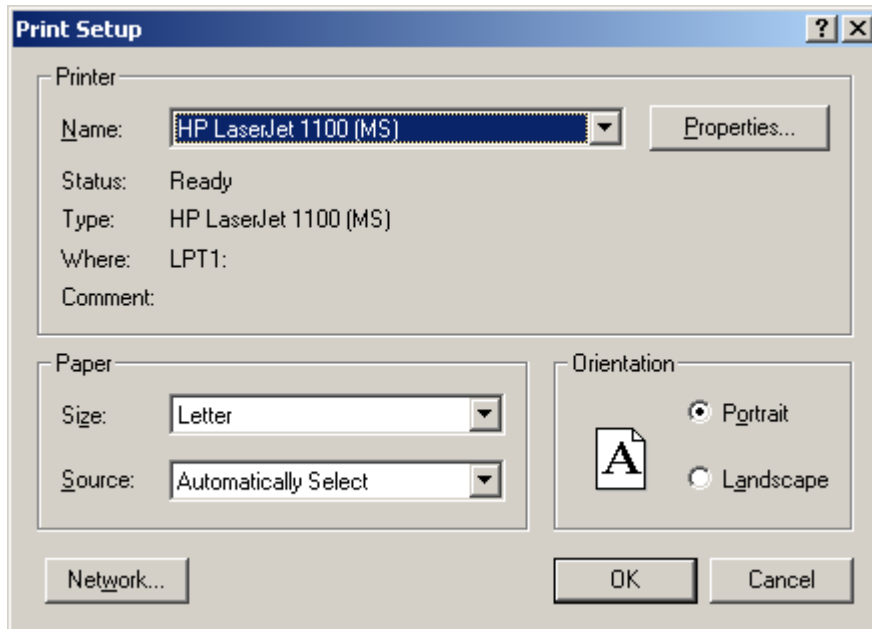 Print Setup
Printer
Name: HP LaserJet 1100 (MS) Properties...
Status: Ready
Type: HP LaserJet 1100 (MS)
Where: LPT1:
Comment:
Paper
Size: Letter
Source: Automatically Select
Orientation
A
Portrait
Landscape
Network... OK Cancel